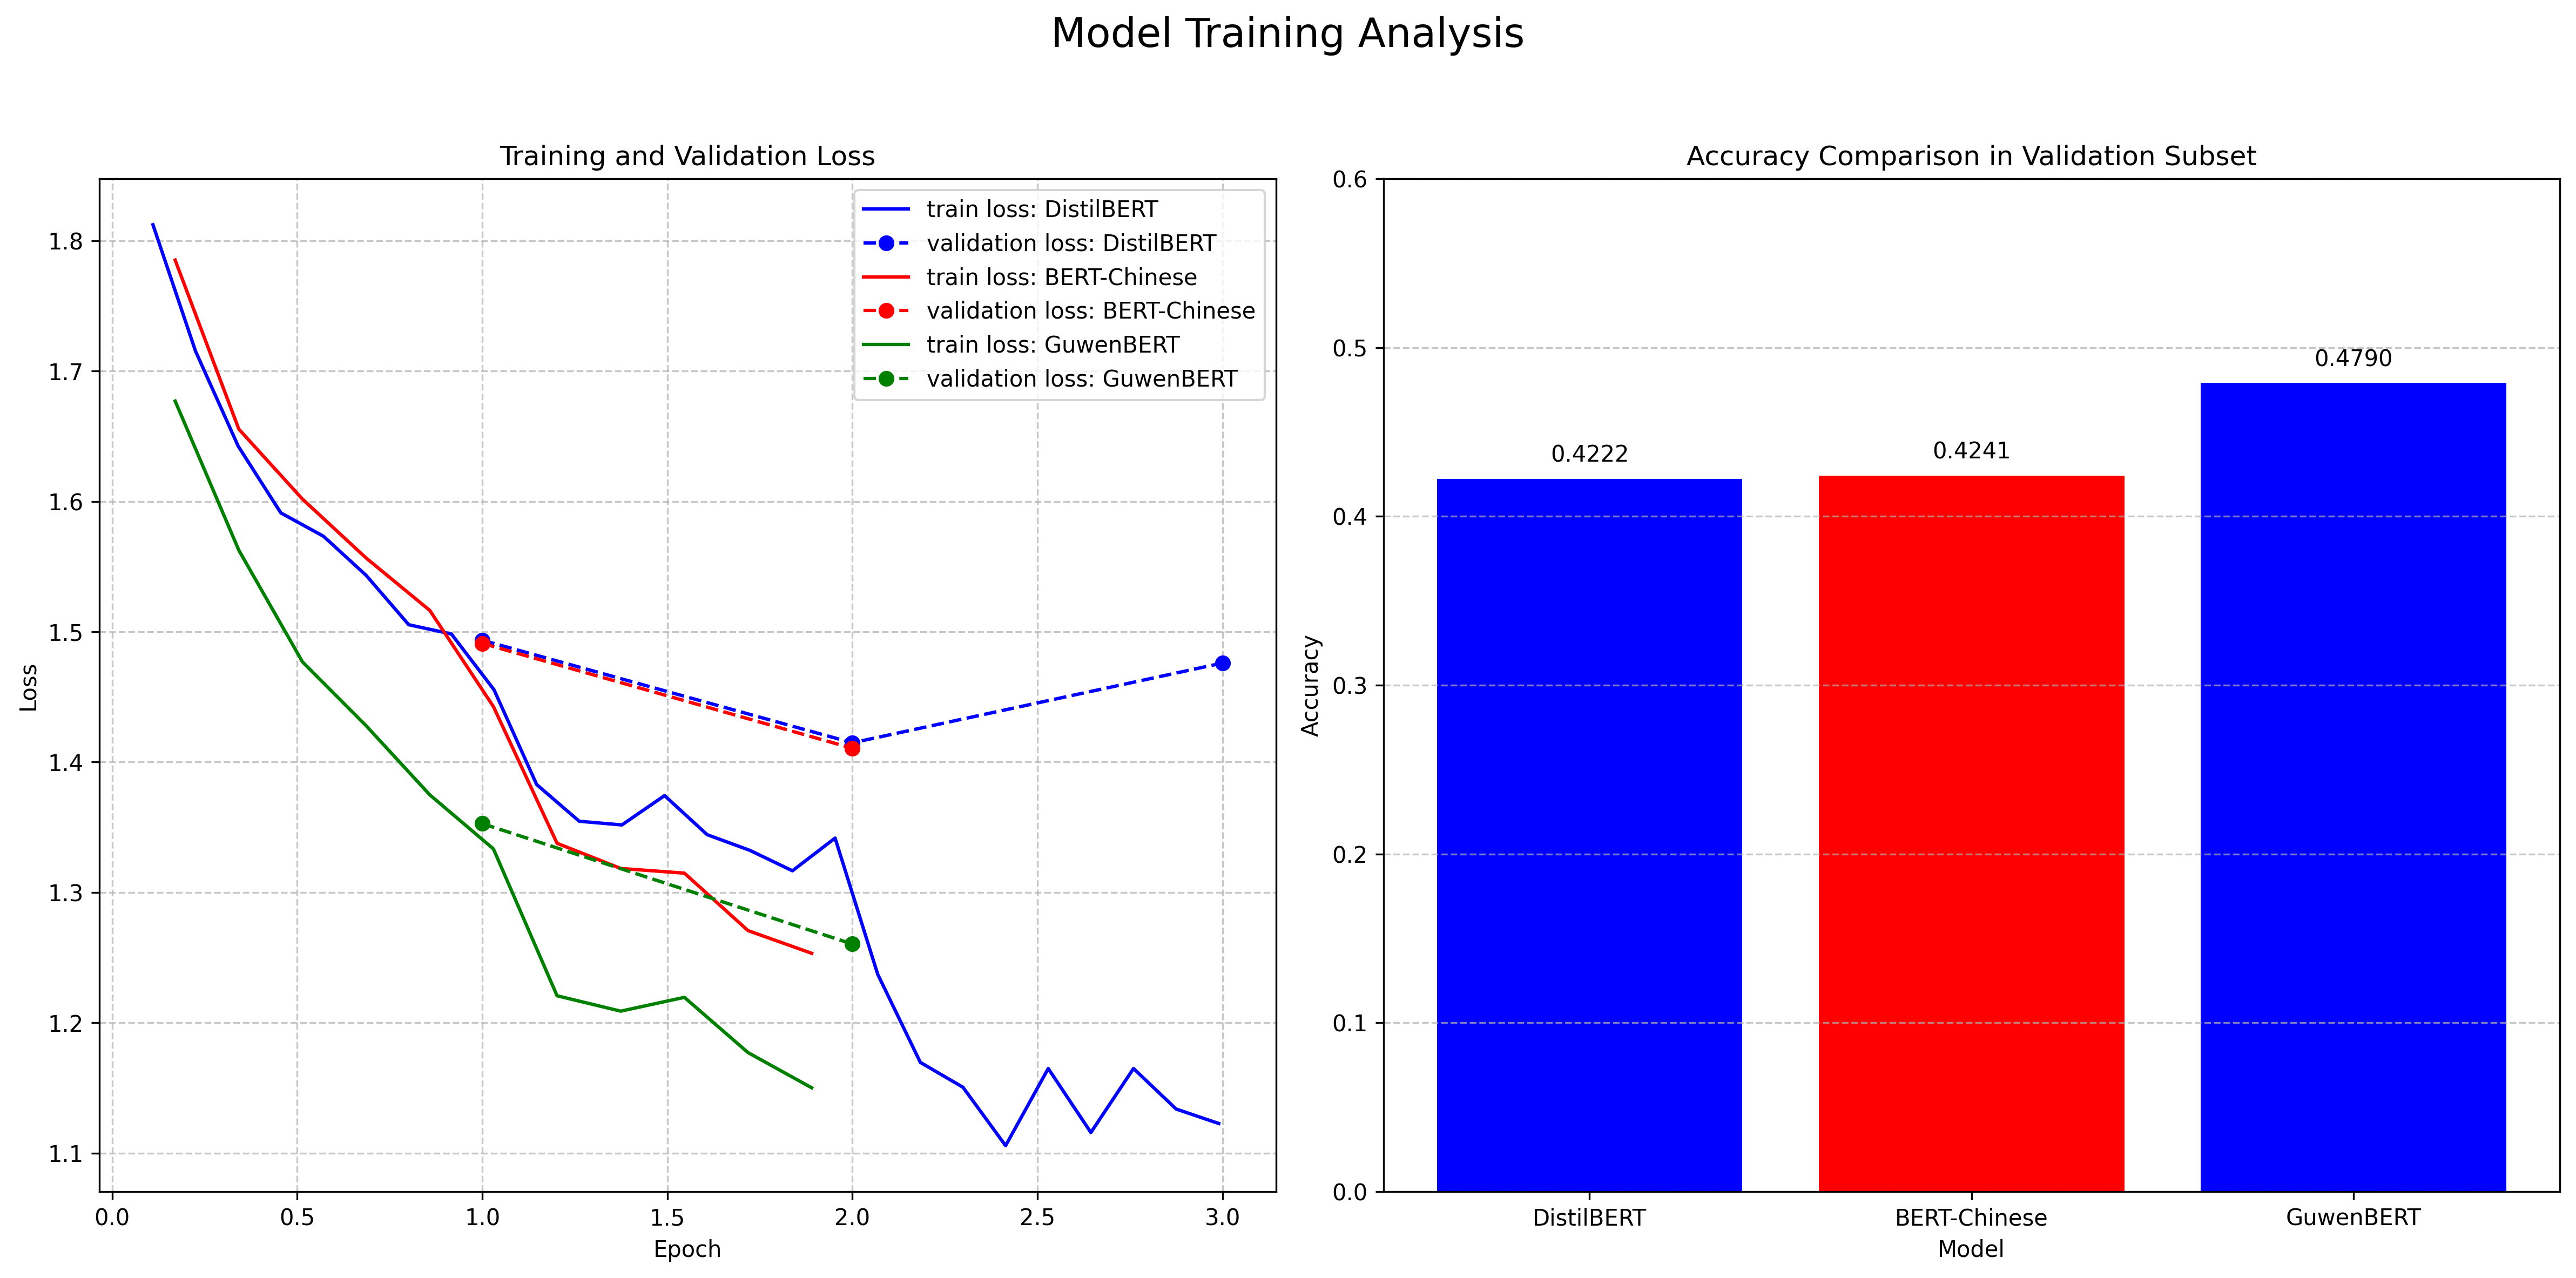 Model Training Analysis
Training and Validation Loss
1.8
1.7
1.6
1.5
1.4
1.3
1.2
1.1
Loss
0.0 0.5 1.0 1.5 2.0 2.5 3.0
Epoch
train loss: DistilBERT
validation loss: DistilBERT
train loss: BERT-Chinese
validation loss: BERT-Chinese
train loss: GuwenBERT
validation loss: GuwenBERT
Accuracy Comparison in Validation Subset
0.6
0.5
0.4
0.3
0.2
0.1
0.0
Accuracy
0.4222
0.4241
0.4790
DistilBERT BERT-Chinese GuwenBERT
Model